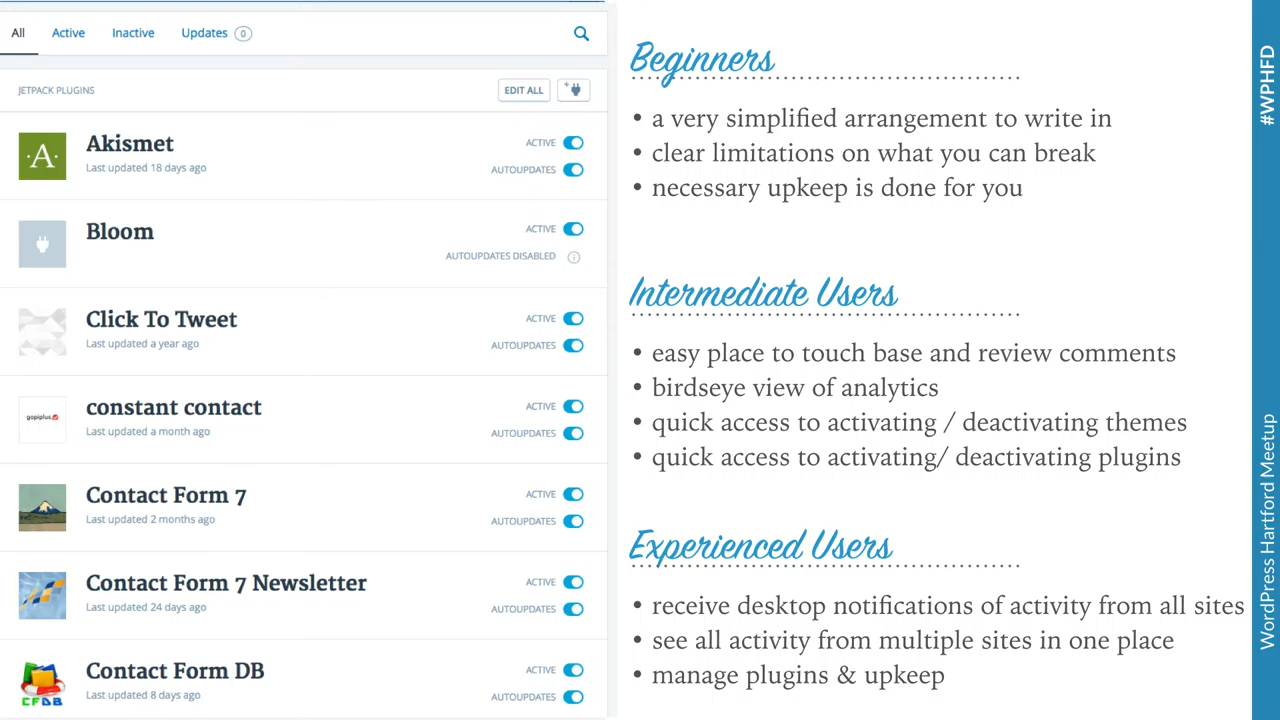 All Active Inactive Updates 0
JETPACK PLUGINS EDIT ALL
A
Akismet
Last updated 18 days ago
ACTIVE
AUTOUPDATES
Bloom
ACTIVE
AUTOUPDATES DISABLED
Click To Tweet
Last updated a year ago
ACTIVE
AUTOUPDATES
gopiplus
constant contact
Last updated a month ago
ACTIVE
AUTOUPDATES
Contact Form 7
Last updated 2 months ago
ACTIVE
AUTOUPDATES
Contact Form 7 Newsletter
Last updated 24 days ago
ACTIVE
AUTOUPDATES
CFDB
Contact Form DB
Last updated 8 days ago
ACTIVE
AUTOUPDATES
Beginners
• a very simplified arrangement to write in
• clear limitations on what you can break
• necessary upkeep is done for you
Intermediate Users
• easy place to touch base and review comments
• birdseye view of analytics
• quick access to activating / deactivating themes
• quick access to activating/ deactivating plugins
Experienced Users
• receive desktop notifications of activity from all sites
• see all activity from multiple sites in one place
• manage plugins & upkeep
#WPHFD
WordPress Hartford Meetup